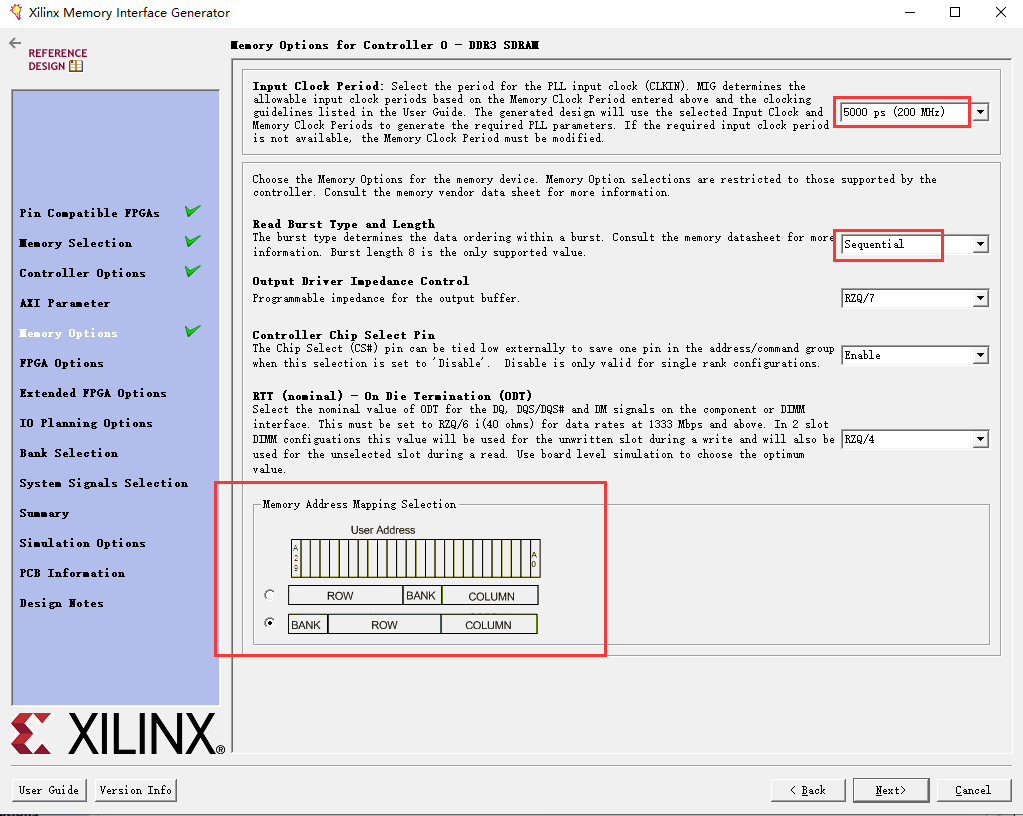 Xilinx Memory Interface Generator
REFERENCE
DESIGN
Memory Options for Controller 0 - DDR3 SDRAM
Input Clock Period: Select the period for the PLL input clock (CLKIN). MIG determines the
allowable input clock periods based on the Memory Clock Period entered above and the clocking
guidelines listed in the User Guide. The generated design will use the selected Input Clock and
Memory Clock Periods to generate the required PLL parameters. If the required input clock period
is not available, the Memory Clock Period must be modified.
5000 ps (200 MHz)
Choose the Memory Options for the memory device. Memory Option selections are restricted to those supported by the
controller. Consult the memory vendor data sheet for more information.
Read Burst Type and Length
The burst type determines the data ordering within a burst. Consult the memory datasheet for more
information. Burst length 8 is the only supported value.
Sequential
Output Driver Impedance Control
Programmable impedance for the output buffer.
RZQ/7
Controller Chip Select Pin
The Chip Select (CS#) pin can be tied low externally to save one pin in the address/command group
when this selection is set to 'Disable'. Disable is only valid for single rank configurations.
Enable
RTT (nominal) - On Die Termination (ODT)
Select the nominal value of ODT for the DQ, DQS/DQS# and DM signals on the component or DIMM
interface. This must be set to RZQ/6 i(40 ohms) for data rates at 1333 Mbps and above. In 2 slot
DIMM configuations this value will be used for the unwritten slot during a write and will also be
used for the unselected slot during a read. Use board level simulation to choose the optimum
value.
RZQ/4
Memory Address Mapping Selection
User Address
A29
A0
ROW BANK COLUMN
BANK ROW COLUMN
Pin Compatible FPGAs
Memory Selection
Controller Options
AXI Parameter
Memory Options
FPGA Options
Extended FPGA Options
IO Planning Options
Bank Selection
System Signals Selection
Summary
Simulation Options
PCB Information
Design Notes
XILINX®
User Guide
Version Info
< Back
Next>
Cancel